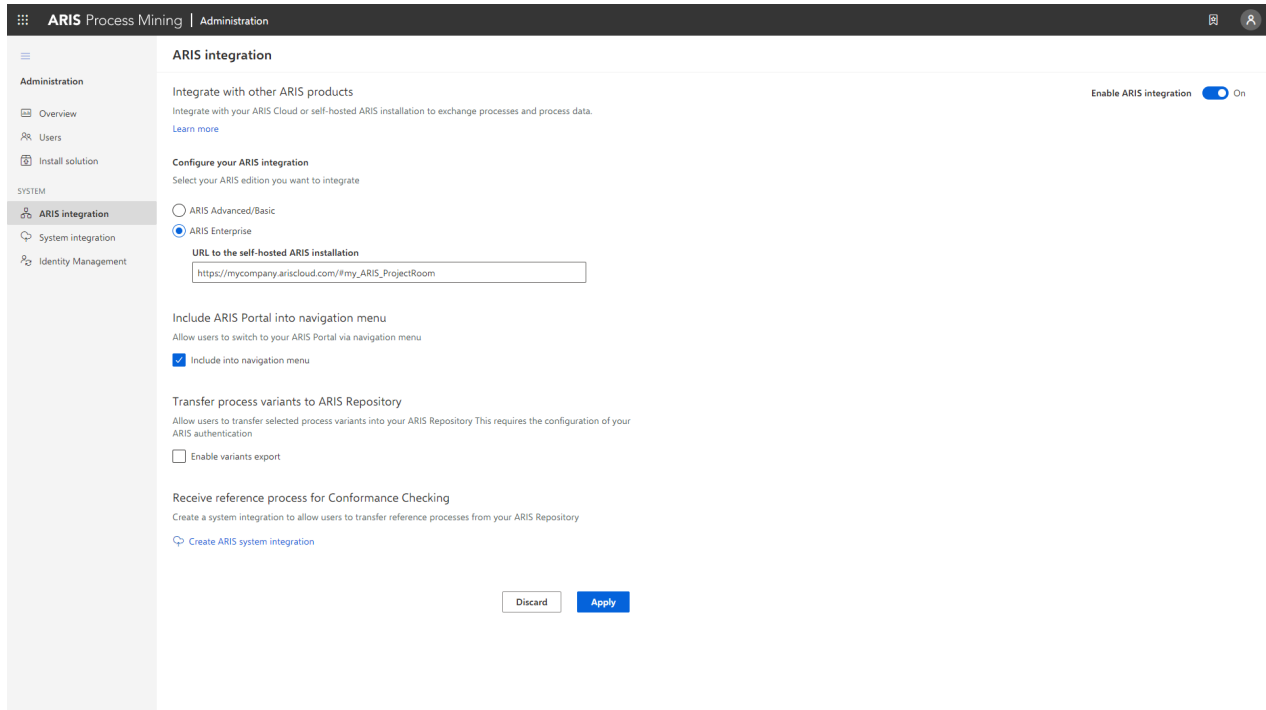 ARIS Process Mining | Administration
ARIS integration
Administration
Overview
Users
Install solution
SYSTEM
ARIS integration
System integration
Identity Management
Integrate with other ARIS products
Enable ARIS integration On
Integrate with your ARIS Cloud or self-hosted ARIS installation to exchange processes and process data.
Learn more
Configure your ARIS integration
Select your ARIS edition you want to integrate
ARIS Advanced/Basic
ARIS Enterprise
URL to the self-hosted ARIS installation
https://mycompany.ariscloud.com/#my_ARIS_ProjectRoom
Include ARIS Portal into navigation menu
Allow users to switch to your ARIS Portal via navigation menu
Include into navigation menu
Transfer process variants to ARIS Repository
Allow users to transfer selected process variants into your ARIS Repository This requires the configuration of your
ARIS authentication
Enable variants export
Receive reference process for Conformance Checking
Create a system integration to allow users to transfer reference processes from your ARIS Repository
Create ARIS system integration
Discard
Apply